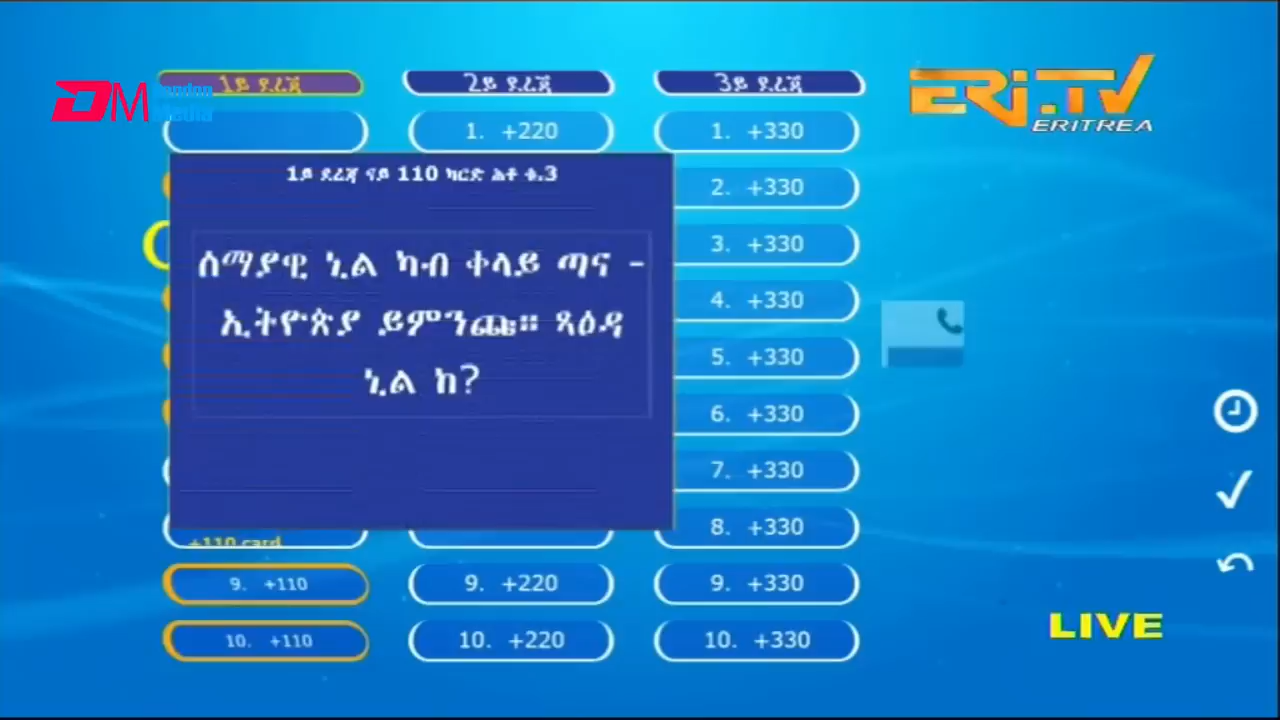 1ይ ደረጃ
2ይ ደረጃ
3ይ ደረጃ
DM London Media
ERi.TV
ERITREA
1. +220
1. +330
1ይ ደረጃ ናይ 110 ካርድ ሕቶ ቁ.3
2. +330
ሰማያዊ ኒል ካብ ቀላይ ጣና -
3. +330
4. +330
ኢትዮጵያ ይምንጩ። ጻዕዳ
5. +330
ኒል ከ?
6. +330
7. +330
8. +330
+110 card
9. +110
9. +220
9. +330
LIVE
10. +110
10. +220
10. +330